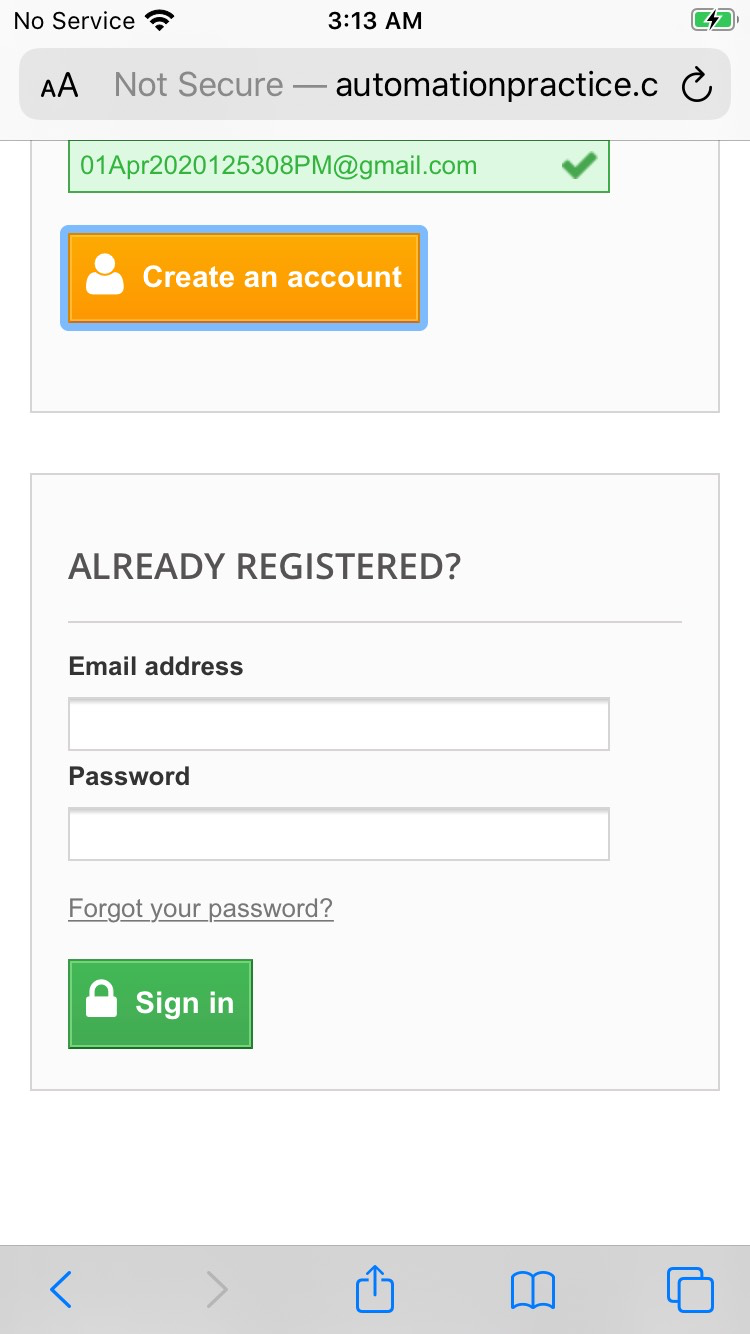 No Service
3:13 AM
AA
Not Secure — automationpractice.c
01Apr2020125308PM@gmail.com
Create an account
ALREADY REGISTERED?
Email address
Password
Forgot your password?
Sign in